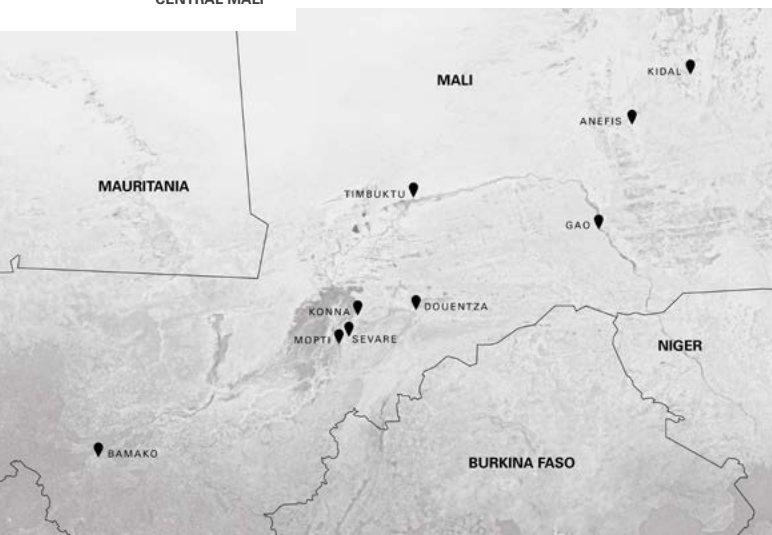 CENTRAL MALI
KIDAL
MALI
ANEFIS
MAURITANIA
TIMBUKTU
GAO
KONNA
DOUENTZA
MOPTI
SEVARE
NIGER
BAMAKO
BURKINA FASO